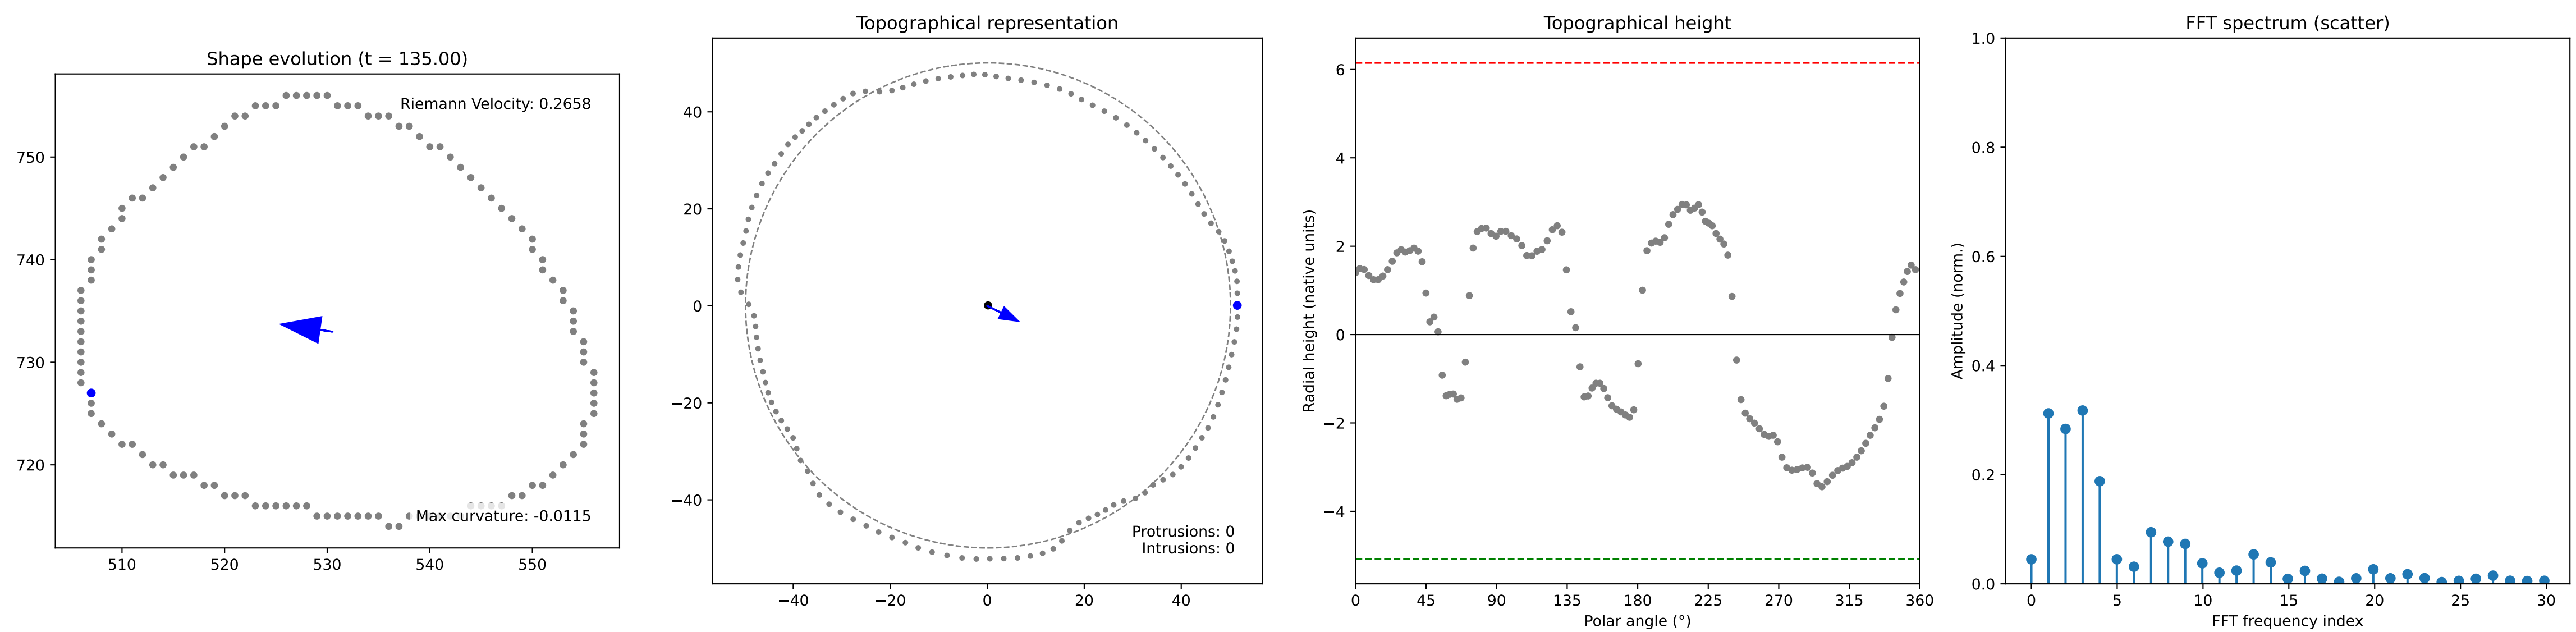 Shape evolution (t = 135.00)
Riemann Velocity: 0.2658
Max curvature: -0.0115
750
740
730
720
510 520 530 540 550
Topographical representation
40
20
0
−20
−40
Protrusions: 0
Intrusions: 0
−40 −20 0 20 40
Topographical height
Radial height (native units)
6
4
2
0
−2
−4
0 45 90 135 180 225 270 315 360
Polar angle (°)
FFT spectrum (scatter)
Amplitude (norm.)
1.0
0.8
0.6
0.4
0.2
0.0
0 5 10 15 20 25 30
FFT frequency index